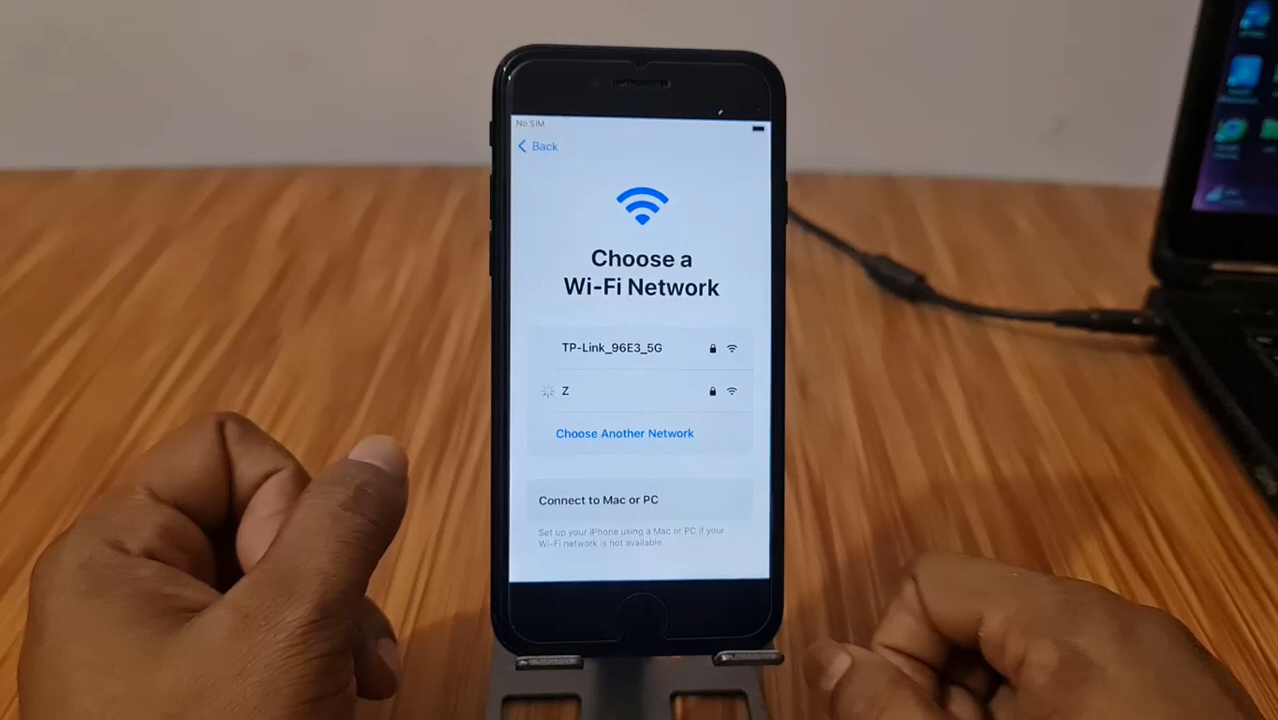 No SIM
Back
Choose a
Wi-Fi Network
TP-Link_96E3_5G
Z
Choose Another Network
Connect to Mac or PC
Set up your iPhone using a Mac or PC if your
Wi-Fi network is not available.